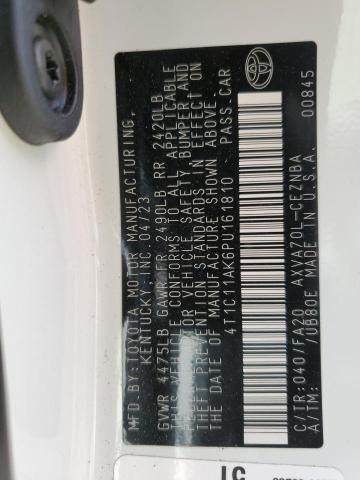 MFD.BY:TOYOTA MOTOR MANUFACTURING,
KENTUCKY, INC. 04/23
GVWR 4475LB GAWR FR 2490LB RR 2420LB
THIS VEHICLE CONFORMS TO ALL APPLICABLE
FEDERAL MOTOR VEHICLE SAFETY, BUMPER AND
THEFT PREVENTION STANDARDS IN EFFECT ON
THE DATE OF MANUFACTURE SHOWN ABOVE.
4T1C11AK6PU161810 PASS.CAR
C/TR:040/FA20 AXVA70L-CEZNBA
A/TM: /UB80E MADE IN U.S.A. 00845
LC